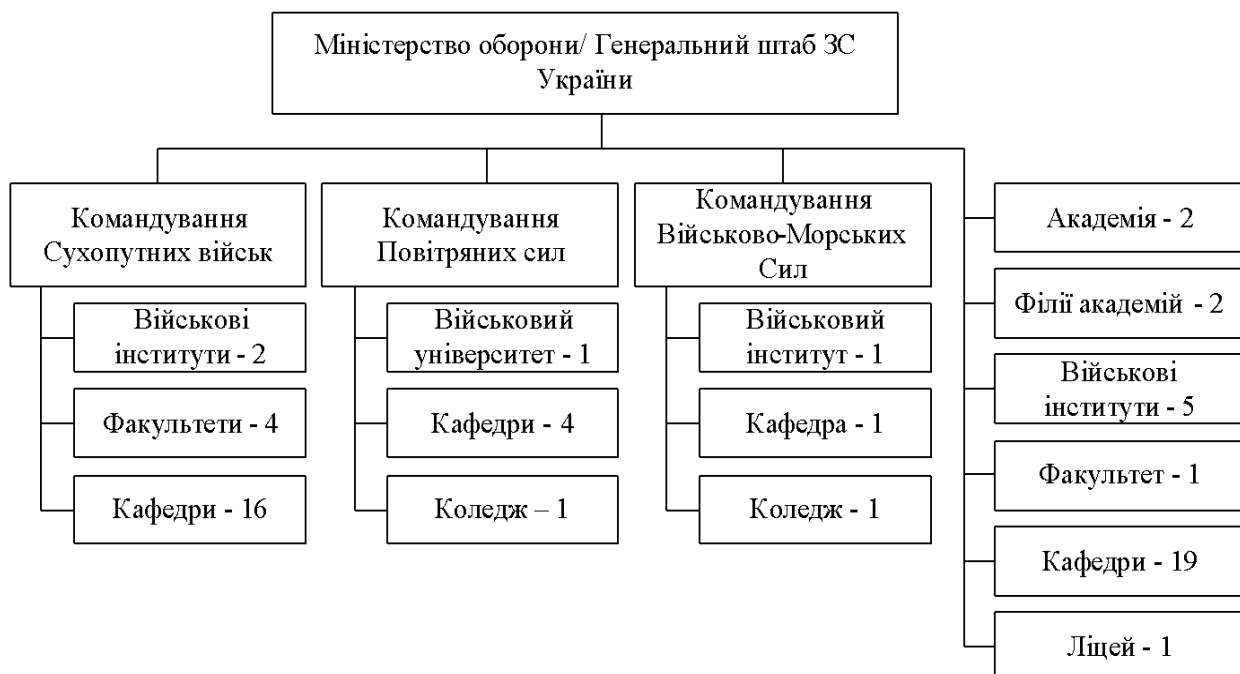 Міністерство оборони/ Генеральний штаб ЗС
України
Командування
Сухопутних військ
Військові
інститути - 2
Факультети - 4
Кафедри - 16
Командування
Повітряних сил
Військовий
університет - 1
Кафедри - 4
Коледж – 1
Командування
Військово-Морських
Сил
Військовий
інститут - 1
Кафедра - 1
Коледж - 1
Академія - 2
Філії академій - 2
Військові
інститути - 5
Факультет - 1
Кафедри - 19
Ліцей - 1